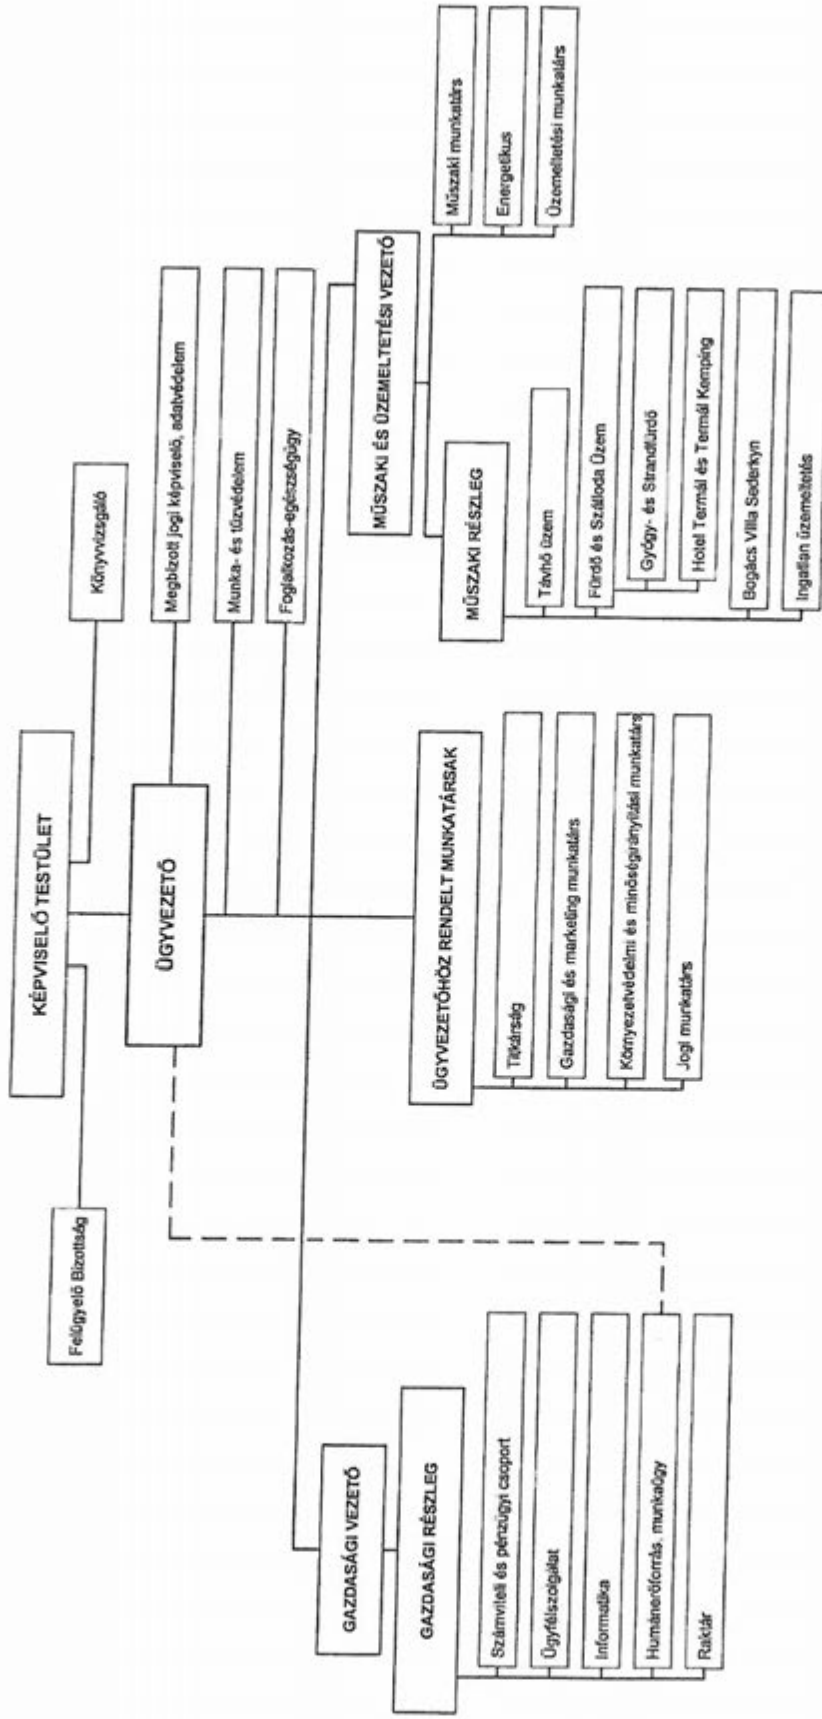 KÉPVISELŐ TESTÜLET
Felügyelő Bizottság
Könyvvizsgáló
ÜGYVEZETŐ
Megbízott jogi képviselő, adatvédelem
Munka- és tűzvédelem
Foglalkozás-egészségügy
GAZDASÁGI VEZETŐ
GAZDASÁGI RÉSZLEG
Számviteli és pénzügyi csoport
Ügyfélszolgálat
Informatika
Humánerőforrás, munkaügy
Raktár
ÜGYVEZETŐHÖZ RENDELT MUNKATÁRSAK
Titkárság
Gazdasági és marketing munkatárs
Környezetvédelmi és minőségirányítási munkatárs
Jogi munkatárs
MŰSZAKI ÉS ÜZEMELTETÉSI VEZETŐ
MŰSZAKI RÉSZLEG
Távhő üzem
Fürdő és Szálloda Üzem
Gyógy- és Strandfürdő
Hotel Termál és Termál Kemping
Bogács Villa Sederkyn
Ingatlan üzemeltetés
Műszaki munkatárs
Energetikus
Üzemeltetési munkatárs